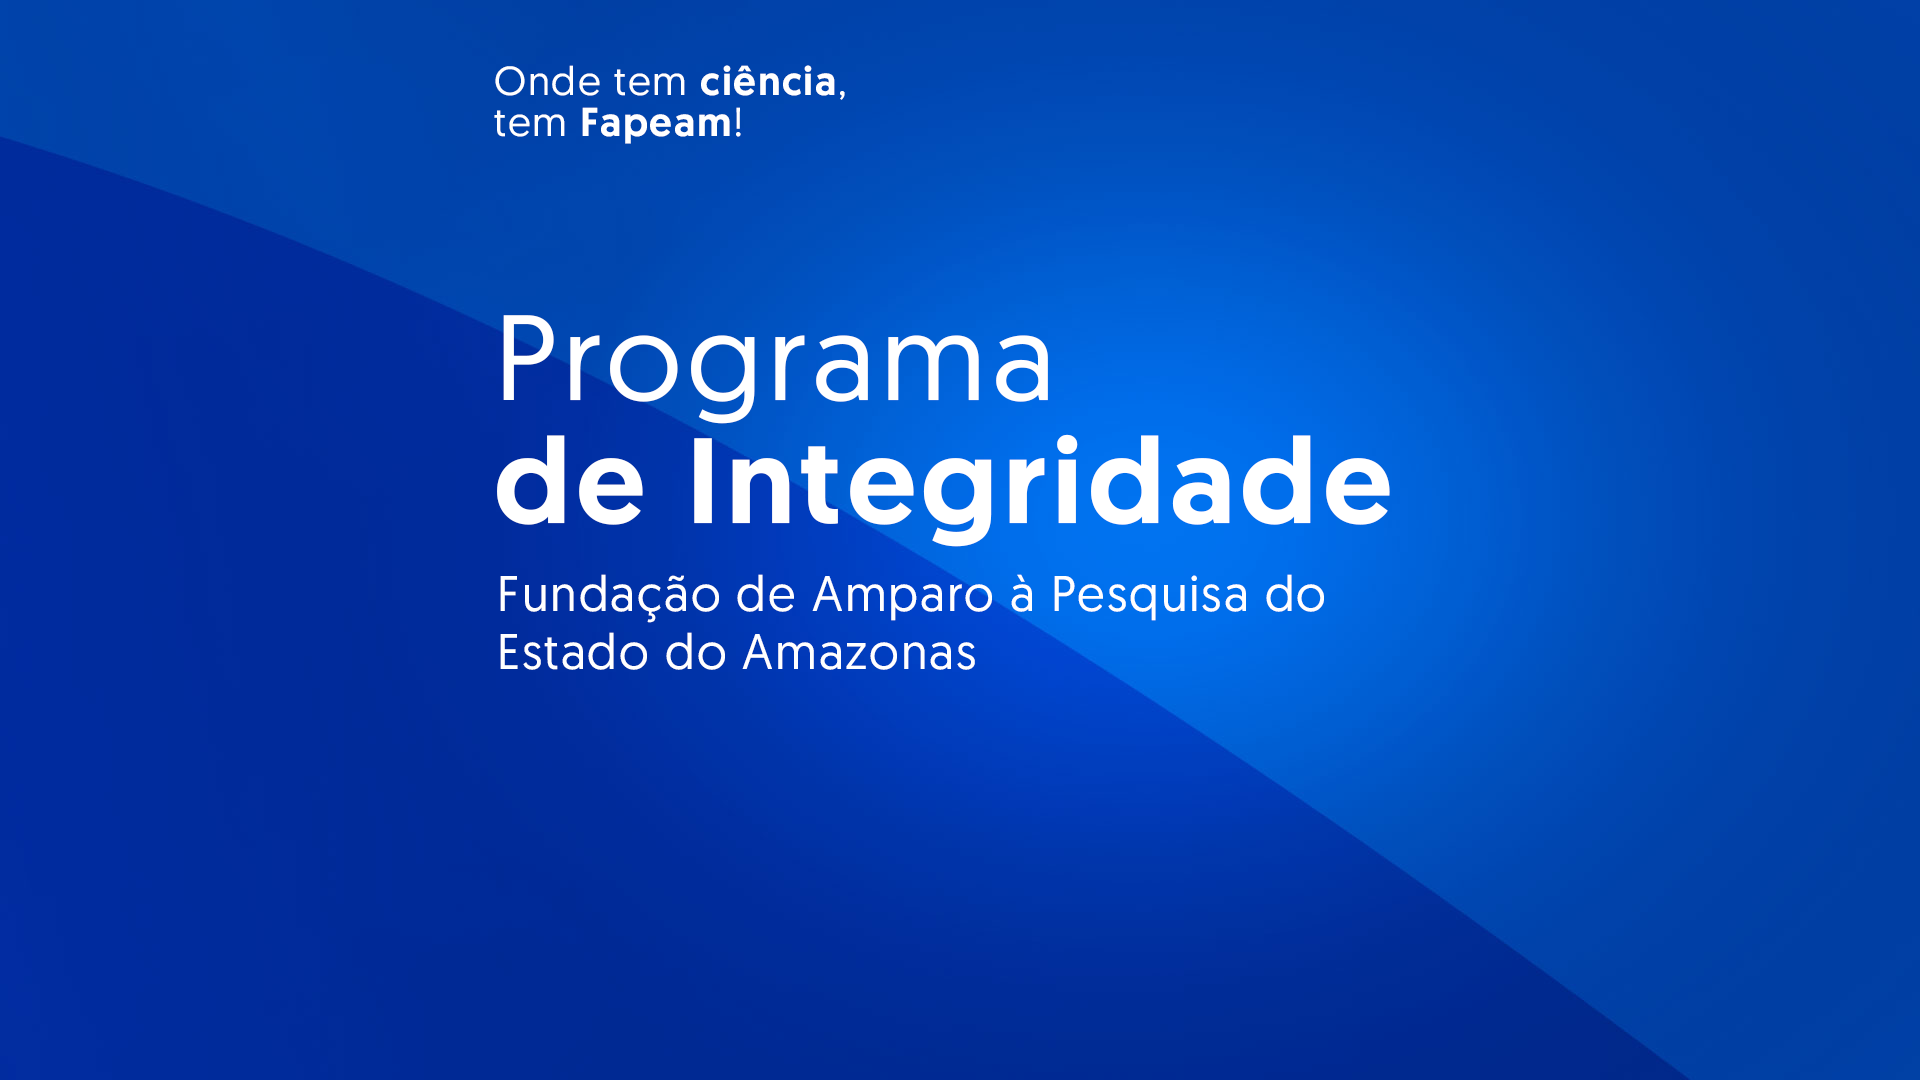 Onde tem ciência,
tem Fapeam!
Programa
de Integridade
Fundação de Amparo à Pesquisa do
Estado do Amazonas